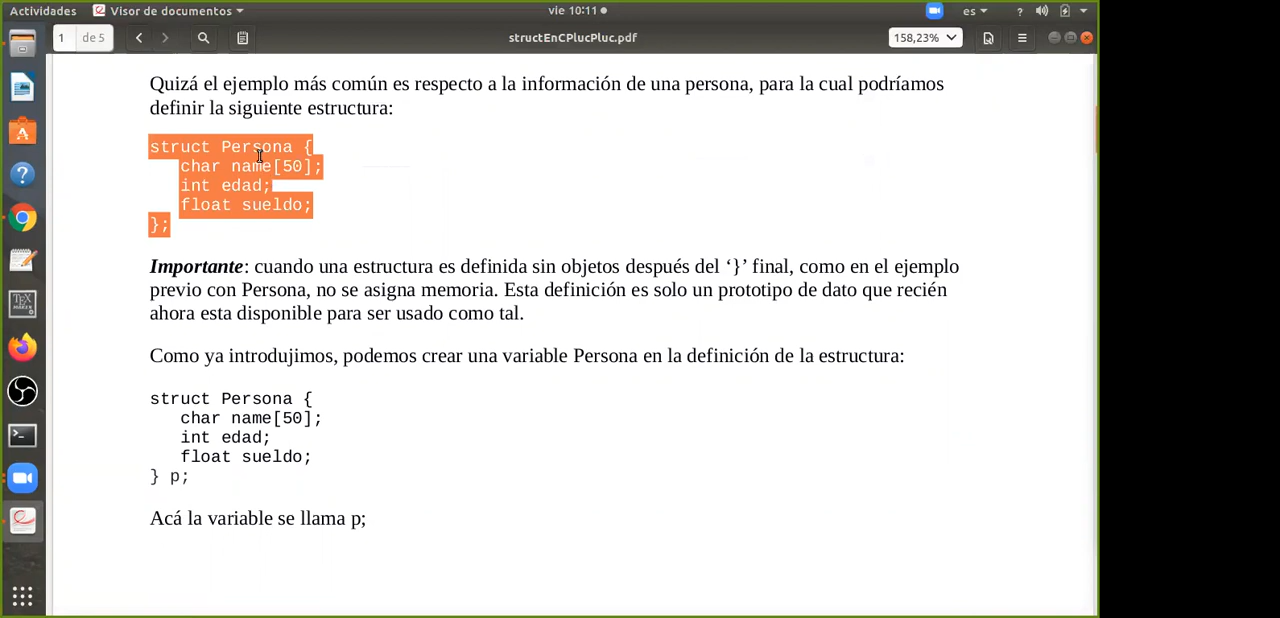 Actividades
Visor de documentos
vie 10:11
es
1
de 5
structEnCPlucPluc.pdf
158,23%
Quizá el ejemplo más común es respecto a la información de una persona, para la cual podríamos
definir la siguiente estructura:
struct Persona {
char name[50];
int edad;
float sueldo;
};
Importante: cuando una estructura es definida sin objetos después del ‘}’ final, como en el ejemplo
previo con Persona, no se asigna memoria. Esta definición es solo un prototipo de dato que recién
ahora esta disponible para ser usado como tal.
Como ya introdujimos, podemos crear una variable Persona en la definición de la estructura:
struct Persona {
char name[50];
int edad;
float sueldo;
} p;
Acá la variable se llama p;